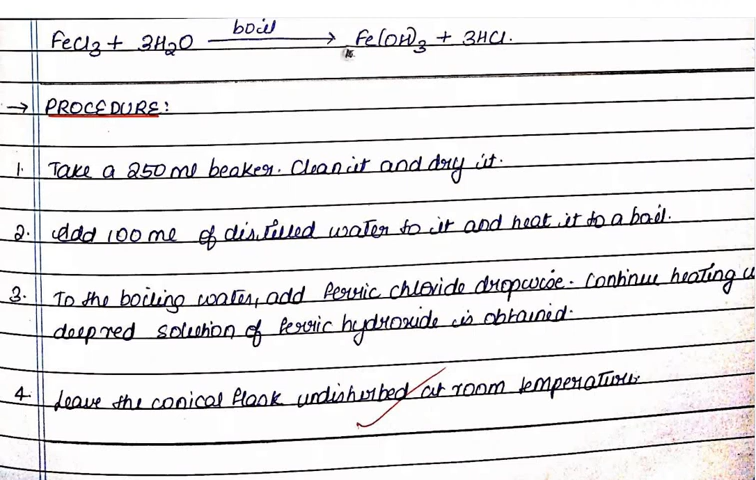 FeCl3 + 3H2O boil → Fe(OH)3 + 3HCl.
→ PROCEDURE:
1. Take a 250 ml beaker. Clean it and dry it.
2. Add 100 ml of distilled water to it and heat it to a boil.
3. To the boiling water, add ferric chloride dropwise. Continue heating
deep red solution of ferric hydroxide is obtained.
4. Leave the conical flask undisturbed at room temperature.